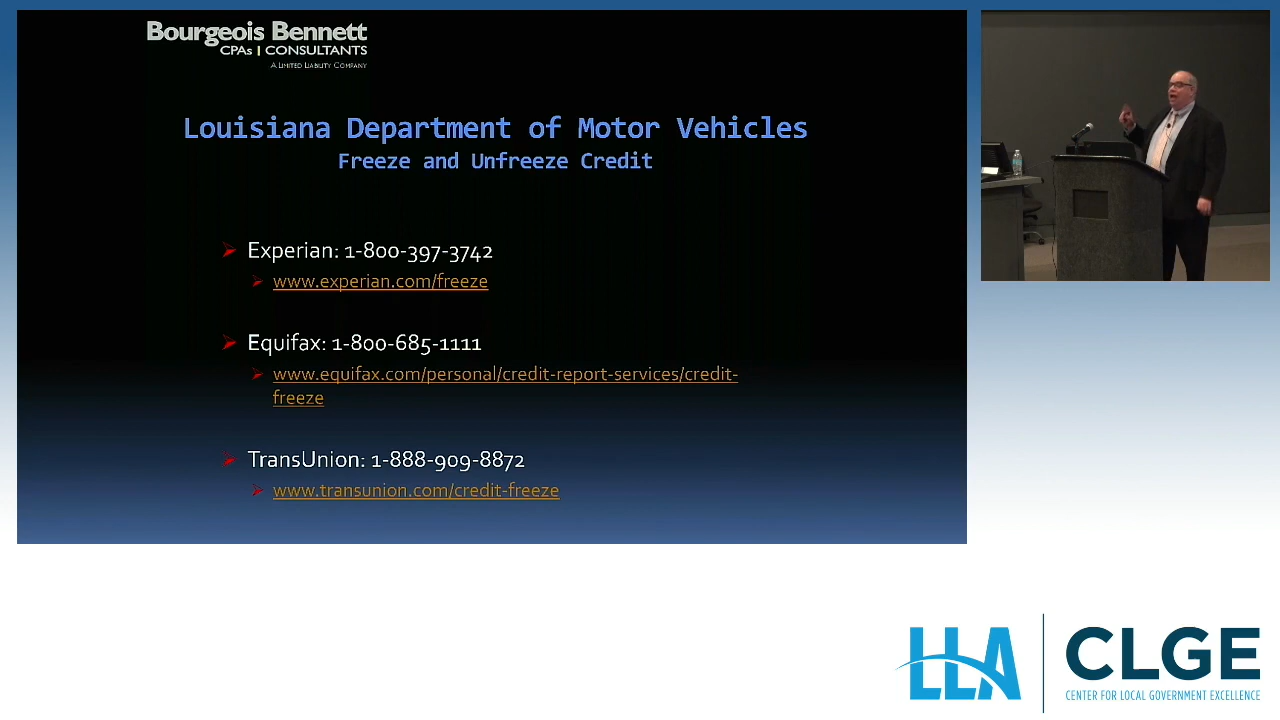 Bourgeois Bennett
CPAs | CONSULTANTS
A LIMITED LIABILITY COMPANY
Louisiana Department of Motor Vehicles
Freeze and Unfreeze Credit
Experian: 1-800-397-3742
www.experian.com/freeze
Equifax: 1-800-685-1111
www.equifax.com/personal/credit-report-services/credit-
freeze
TransUnion: 1-888-909-8872
www.transunion.com/credit-freeze
LLA
CLGE
CENTER FOR LOCAL GOVERNMENT EXCELLENCE